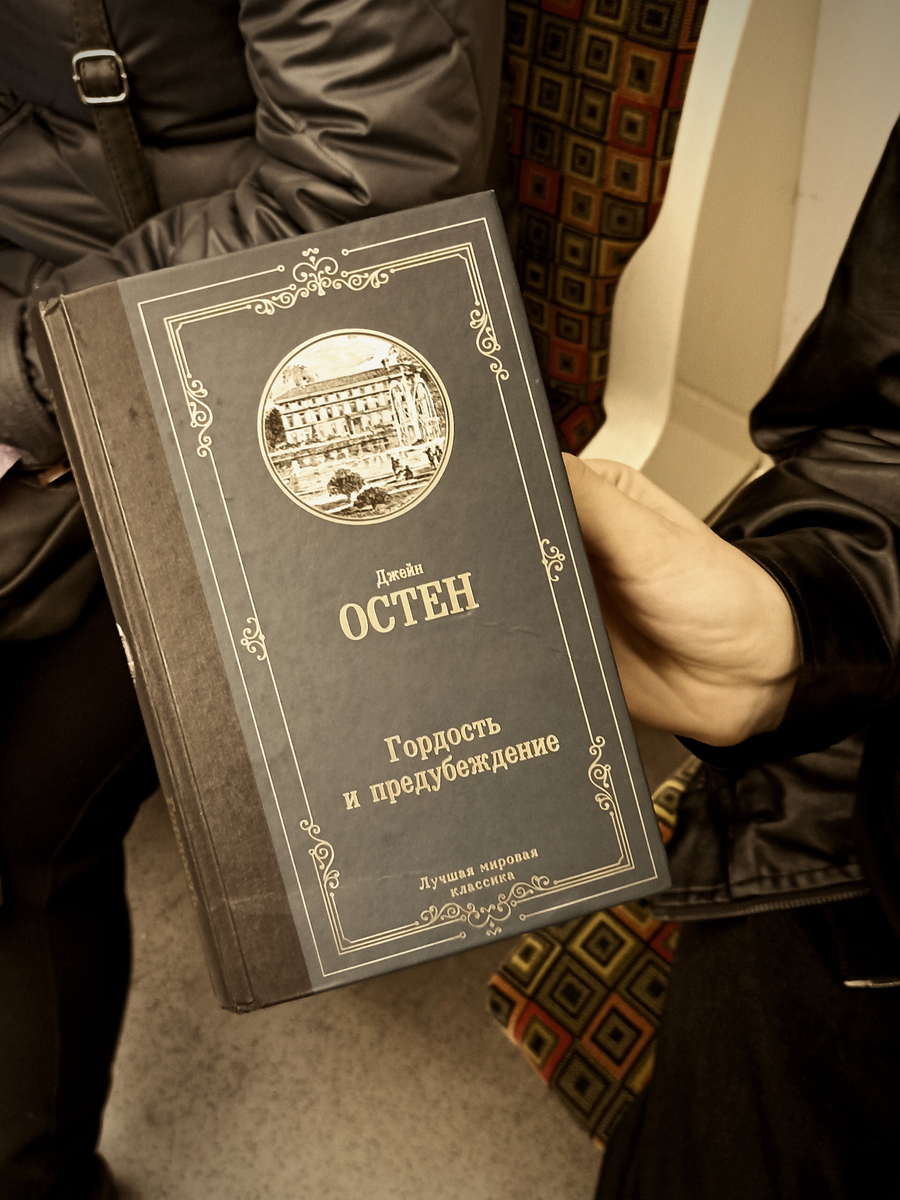 Джейн
ОСТЕН
Гордость
и предубеждение
Лучшая мировая
классика